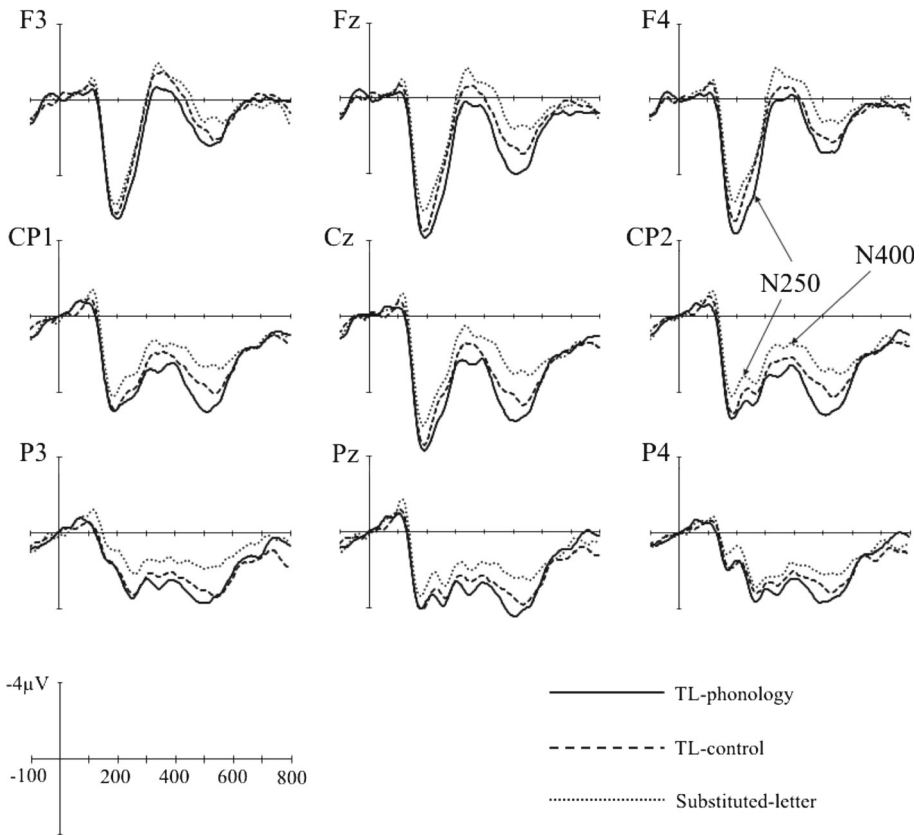 F3 Fz F4
CP1 Cz CP2
N400
N250
P3 Pz P4
-4µV
TL-phonology
TL-control
-100 200 400 600 800
Substituted-letter